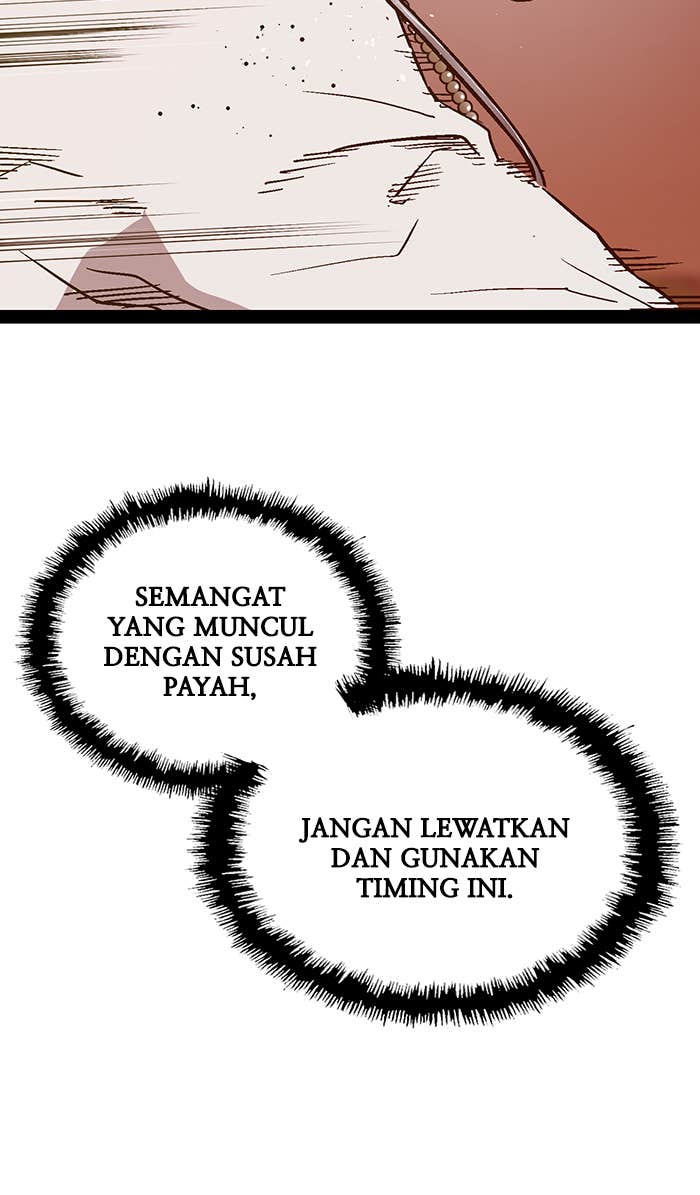 SEMANGAT
YANG MUNCUL
DENGAN SUSAH
PAYAH,
JANGAN LEWATKAN
DAN GUNAKAN
TIMING INI.